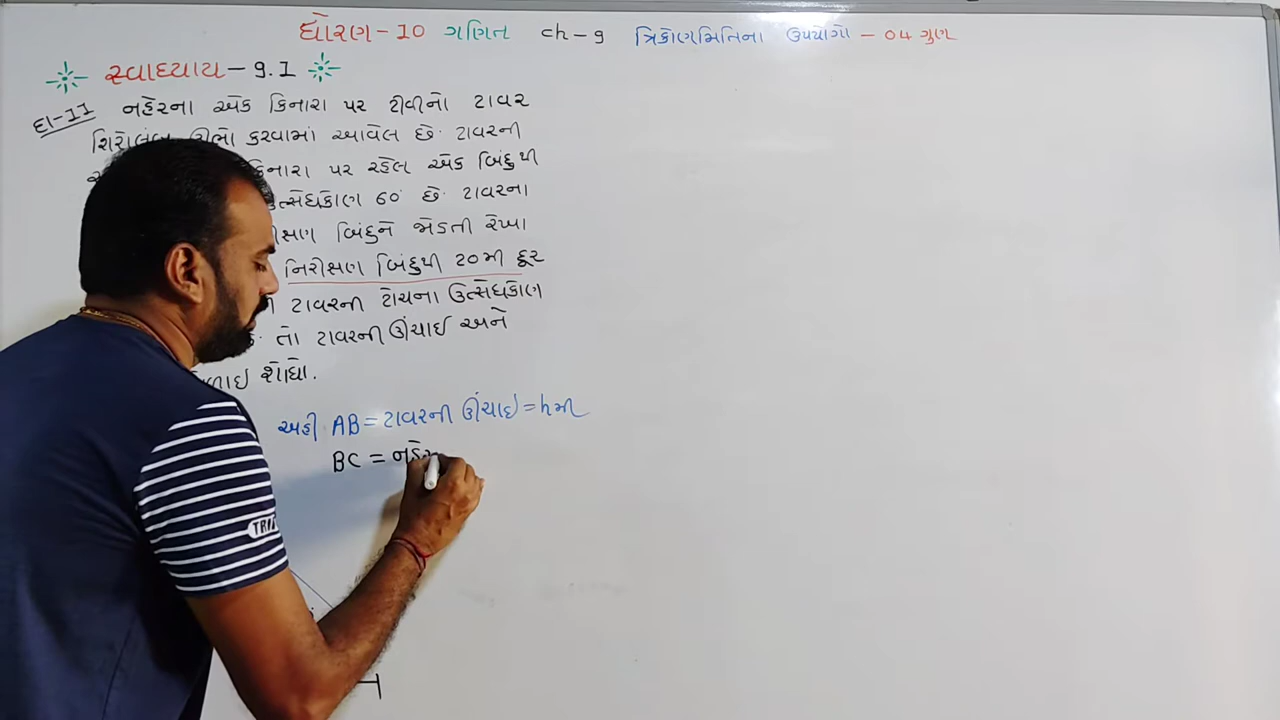 ધોરણ - 10 ગણિત ch - 9 ત્રિકોણમિતિના ઉપયોગો - 04 ગુણ
સ્વાધ્યાય - 9.1
દા-11 નહેરના એક કિનારા પર ટીવીનો ટાવર
શિરોલંબ ઊભો કરવામાં આવેલ છે. ટાવરની
કિનારા પર રહેલ એક બિંદુથી
ઉત્સેધકોણ 60° છે. ટાવરના
બિંદુને જોડતી રેખા
નિરીક્ષણ બિંદુથી 20મી દૂર
ટાવરની ટોચના ઉત્સેધકોણ
તો ટાવરની ઊંચાઈ અને
શોધો.
અહીં AB = ટાવરની ઊંચાઈ = h મી
BC =
TRI